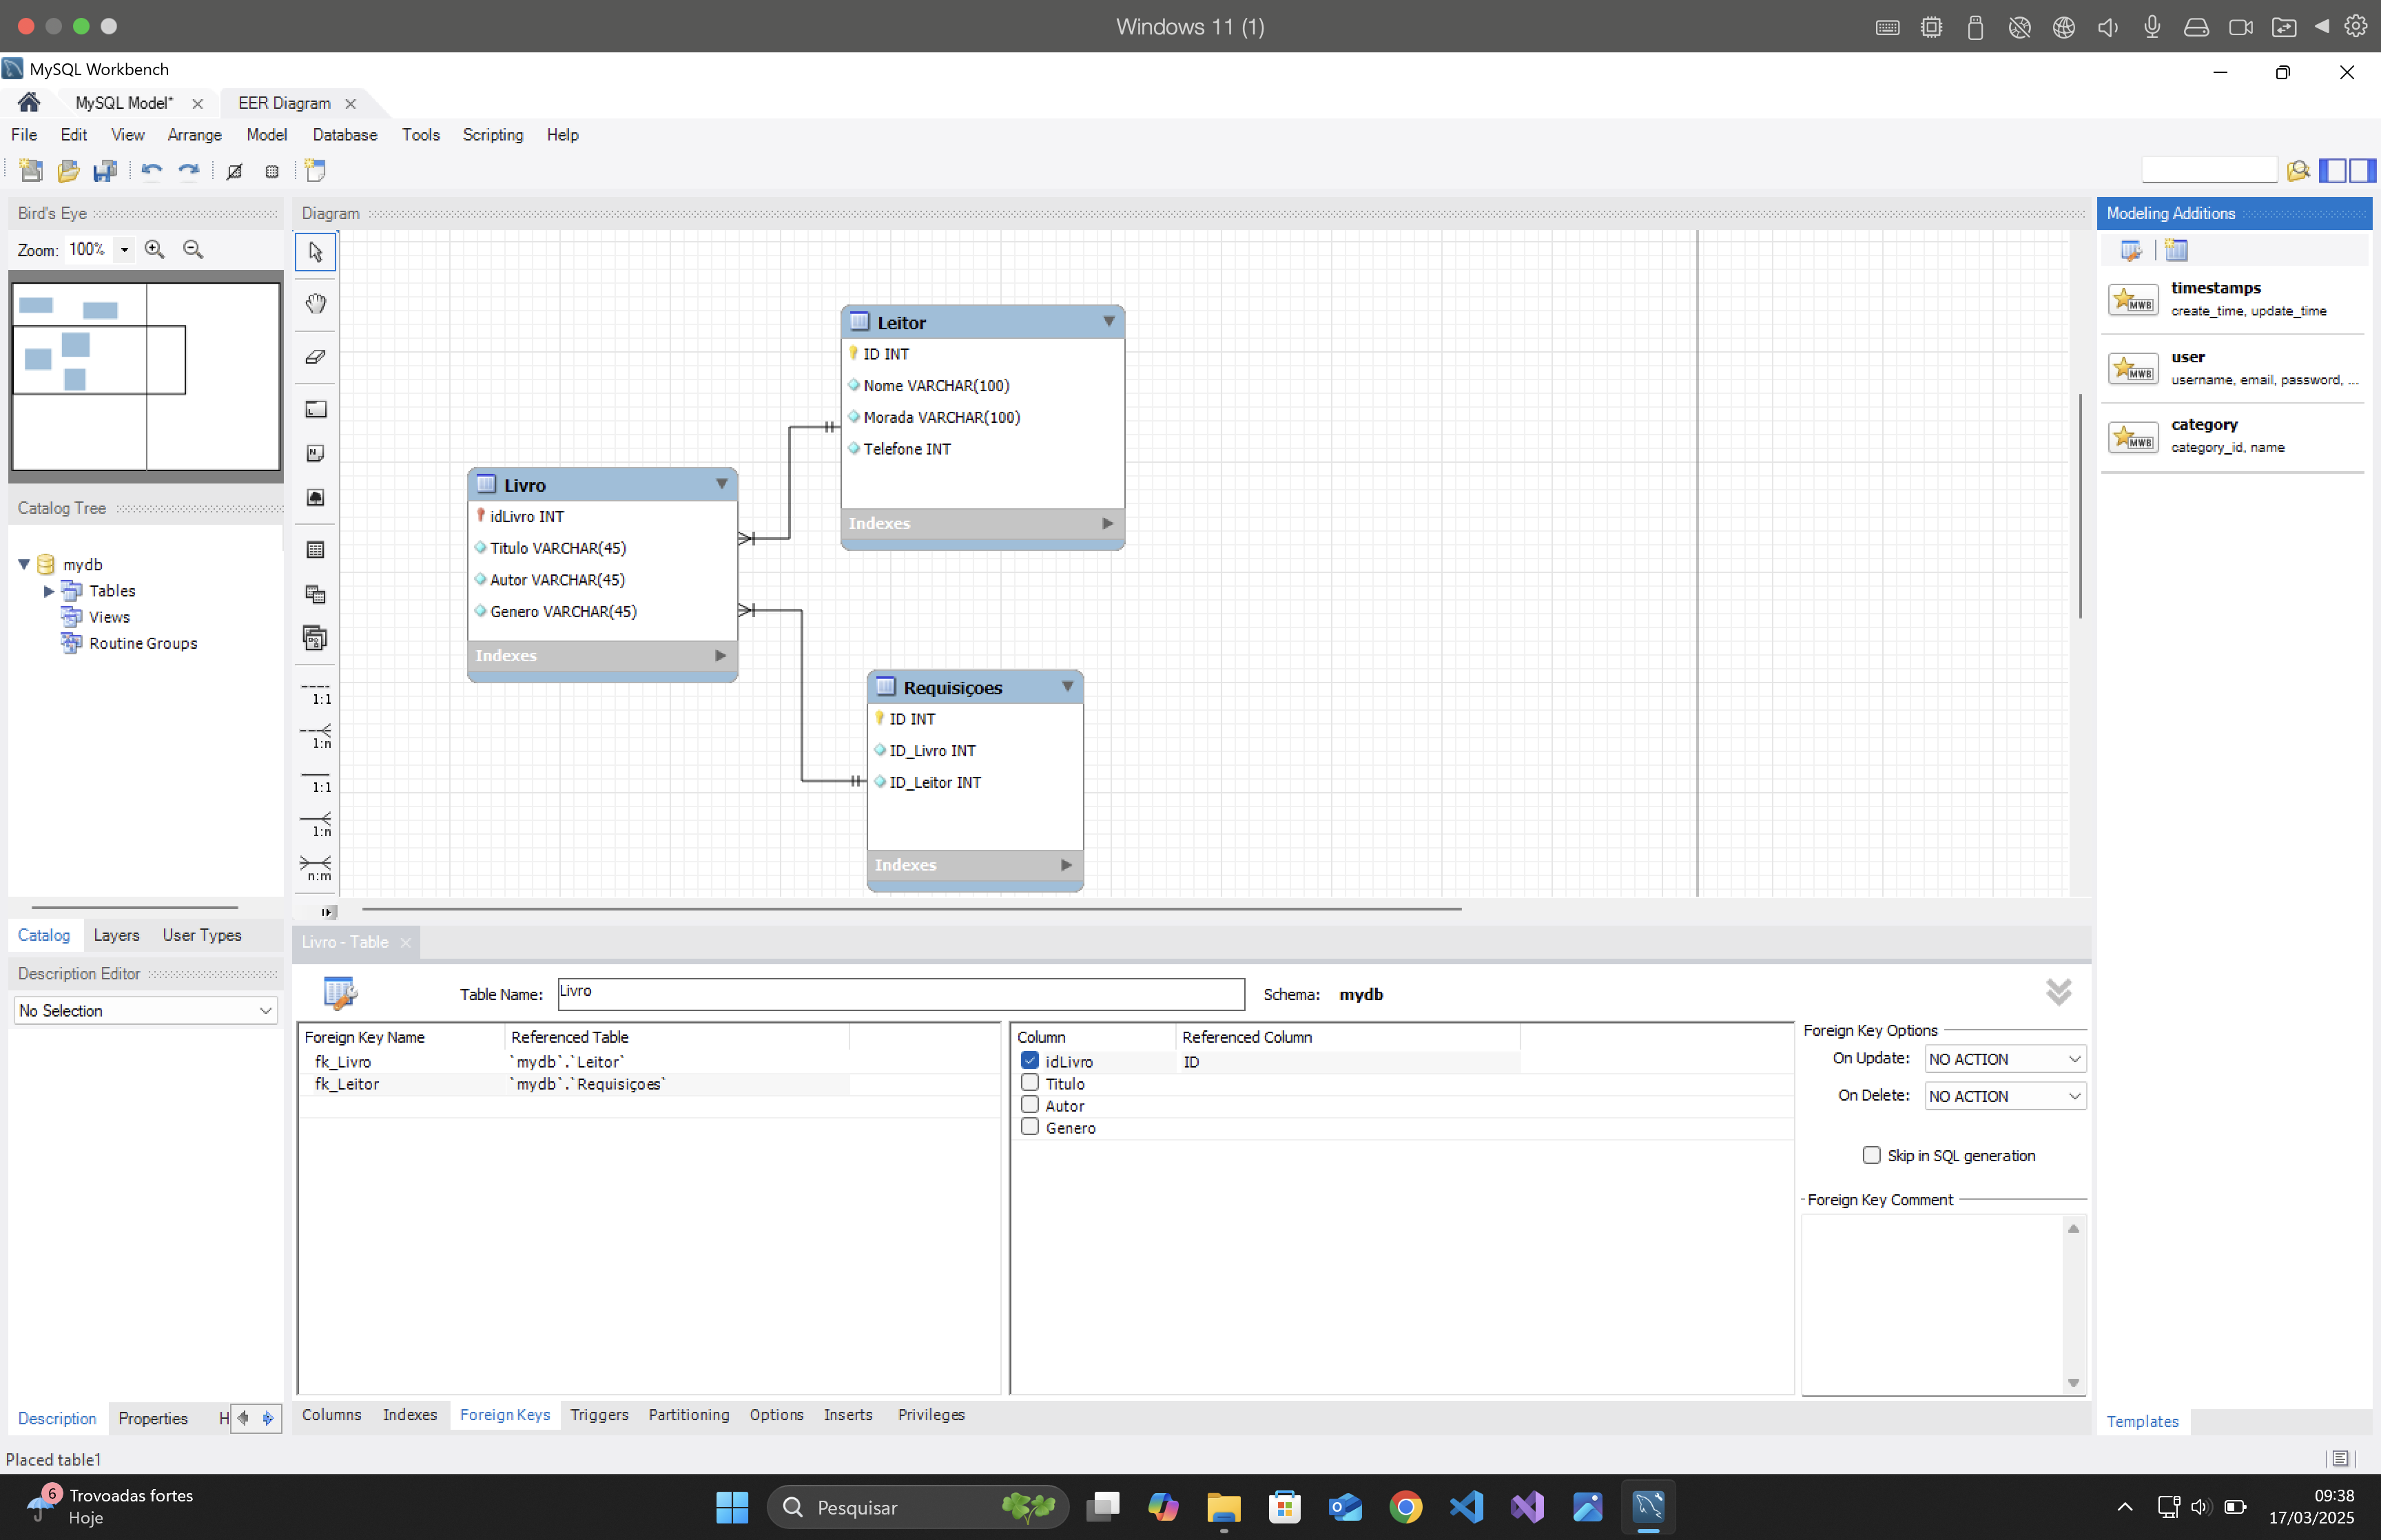 Windows 11 (1)
MySQL Workbench
MySQL Model*
EER Diagram
File Edit View Arrange Model Database Tools Scripting Help
Bird's Eye
Zoom: 100%
Catalog Tree
mydb
Tables
Views
Routine Groups
Catalog Layers User Types
Description Editor
No Selection
Description Properties H
Diagram
1:1
1:n
1:1
1:n
n:m
Leitor
ID INT
Nome VARCHAR(100)
Morada VARCHAR(100)
Telefone INT
Indexes
Livro
idLivro INT
Titulo VARCHAR(45)
Autor VARCHAR(45)
Genero VARCHAR(45)
Indexes
Requisiçoes
ID INT
ID_Livro INT
ID_Leitor INT
Indexes
Modeling Additions
timestamps
create_time, update_time
user
username, email, password, ...
category
category_id, name
MWB
MWB
MWB
Templates
Livro - Table
Table Name: Livro
Schema: mydb
Foreign Key Name Referenced Table
fk_Livro `mydb`.`Leitor`
fk_Leitor `mydb`.`Requisiçoes`
Column Referenced Column
idLivro ID
Titulo
Autor
Genero
Foreign Key Options
On Update: NO ACTION
On Delete: NO ACTION
Skip in SQL generation
Foreign Key Comment
Columns Indexes Foreign Keys Triggers Partitioning Options Inserts Privileges
Placed table1
6
Trovoadas fortes
Hoje
Pesquisar
09:38
17/03/2025